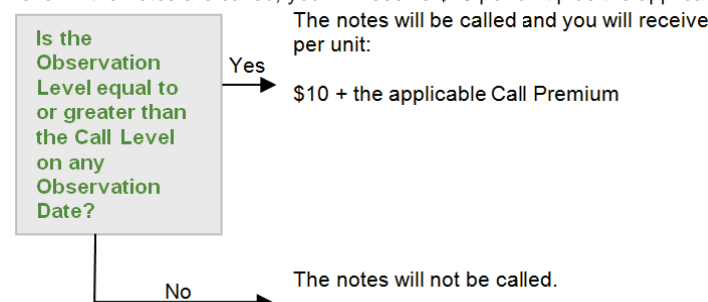 The notes will be called and you will receive
per unit:
Is the
Observation
Level equal to
or greater than
the Call Level
on any
Observation
Date?
Yes
$10 + the applicable Call Premium
No
The notes will not be called.